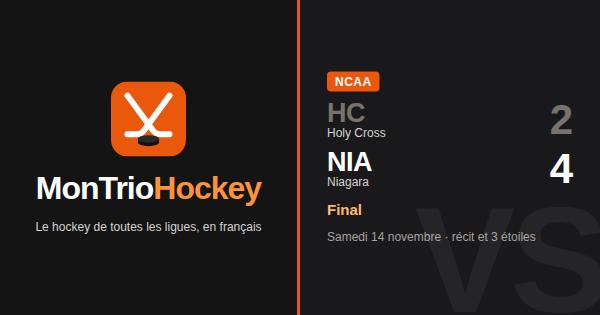 MonTrioHockey
Le hockey de toutes les ligues, en français
NCAA
HC 2
Holy Cross
NIA 4
Niagara
Final
Samedi 14 novembre · récit et 3 étoiles
VS